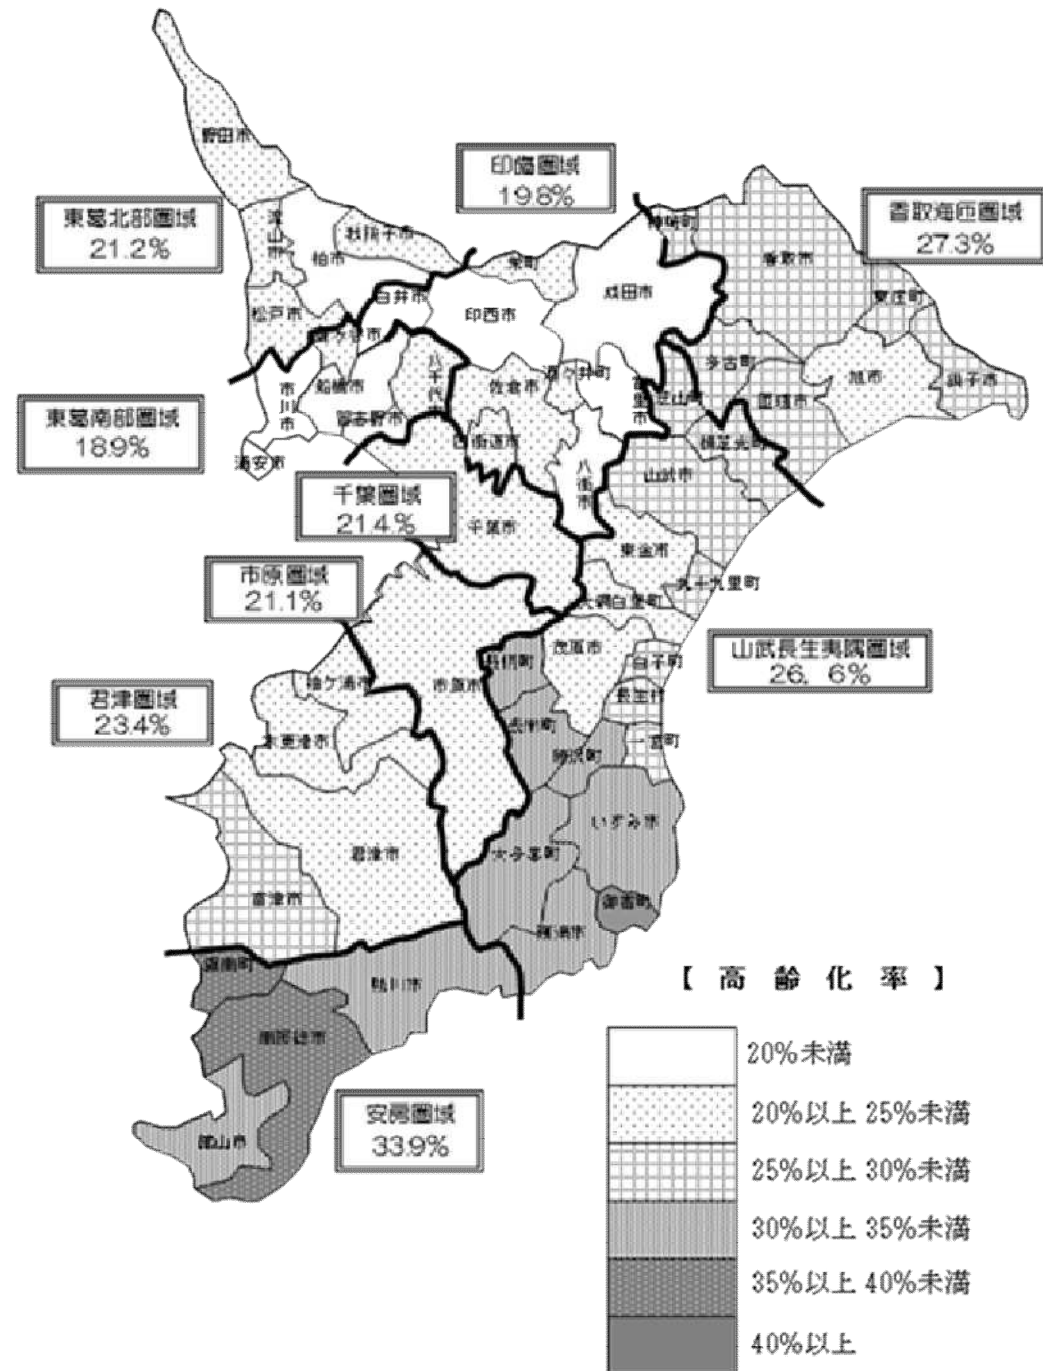 野田市
印旛圏域
19.8%
東葛北部圏域
21.2%
香取海匝圏域
27.3%
流山市
柏市
我孫子市
栄町
成田市
神崎町
香取市
東庄町
松戸市
白井市
印西市
鎌ケ谷市
多古町
旭市
銚子市
市川市
船橋市
八千代市
佐倉市
酒々井町
富里市
芝山町
匝瑳市
東葛南部圏域
18.9%
習志野市
四街道市
横芝光町
浦安市
八街市
山武市
千葉圏域
21.4%
千葉市
東金市
九十九里町
市原圏域
21.1%
大網白里町
山武長生夷隅圏域
26.6%
茂原市
白子町
長柄町
市原市
袖ケ浦市
長生村
君津圏域
23.4%
木更津市
長南町
睦沢町
一宮町
いすみ市
君津市
大多喜町
富津市
御宿町
勝浦市
鋸南町
鴨川市
南房総市
館山市
安房圏域
33.9%
【高齢化率】
20%未満
20%以上 25%未満
25%以上 30%未満
30%以上 35%未満
35%以上 40%未満
40%以上